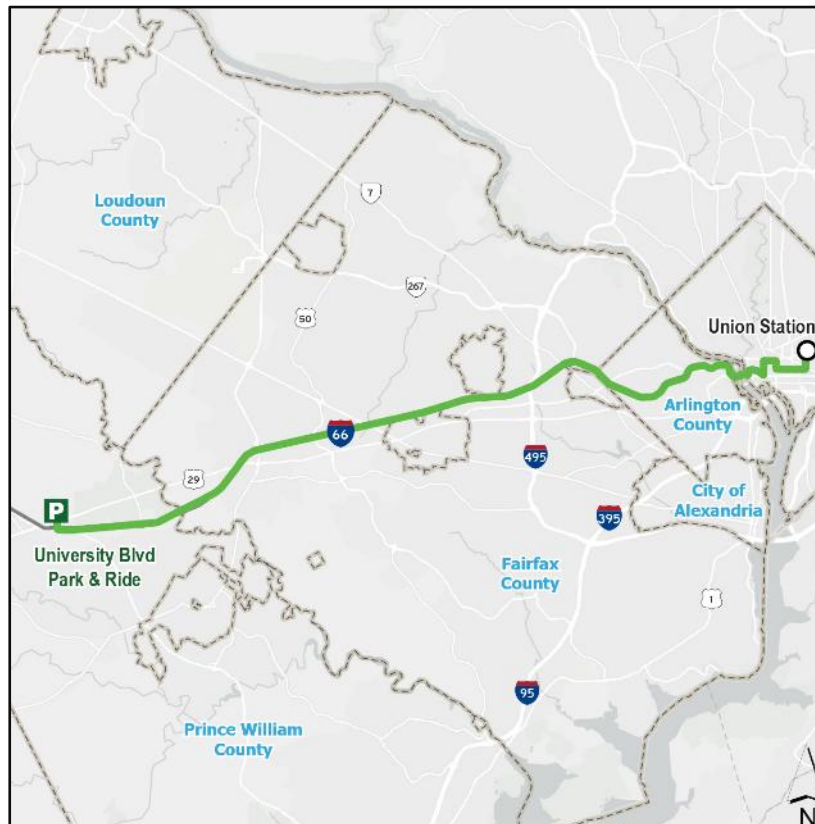 Loudoun
County
7
267
50
Union Station
Arlington
County
66
495
29
City of
Alexandria
P
395
University Blvd
Park & Ride
Fairfax
County
1
95
Prince William
County
N